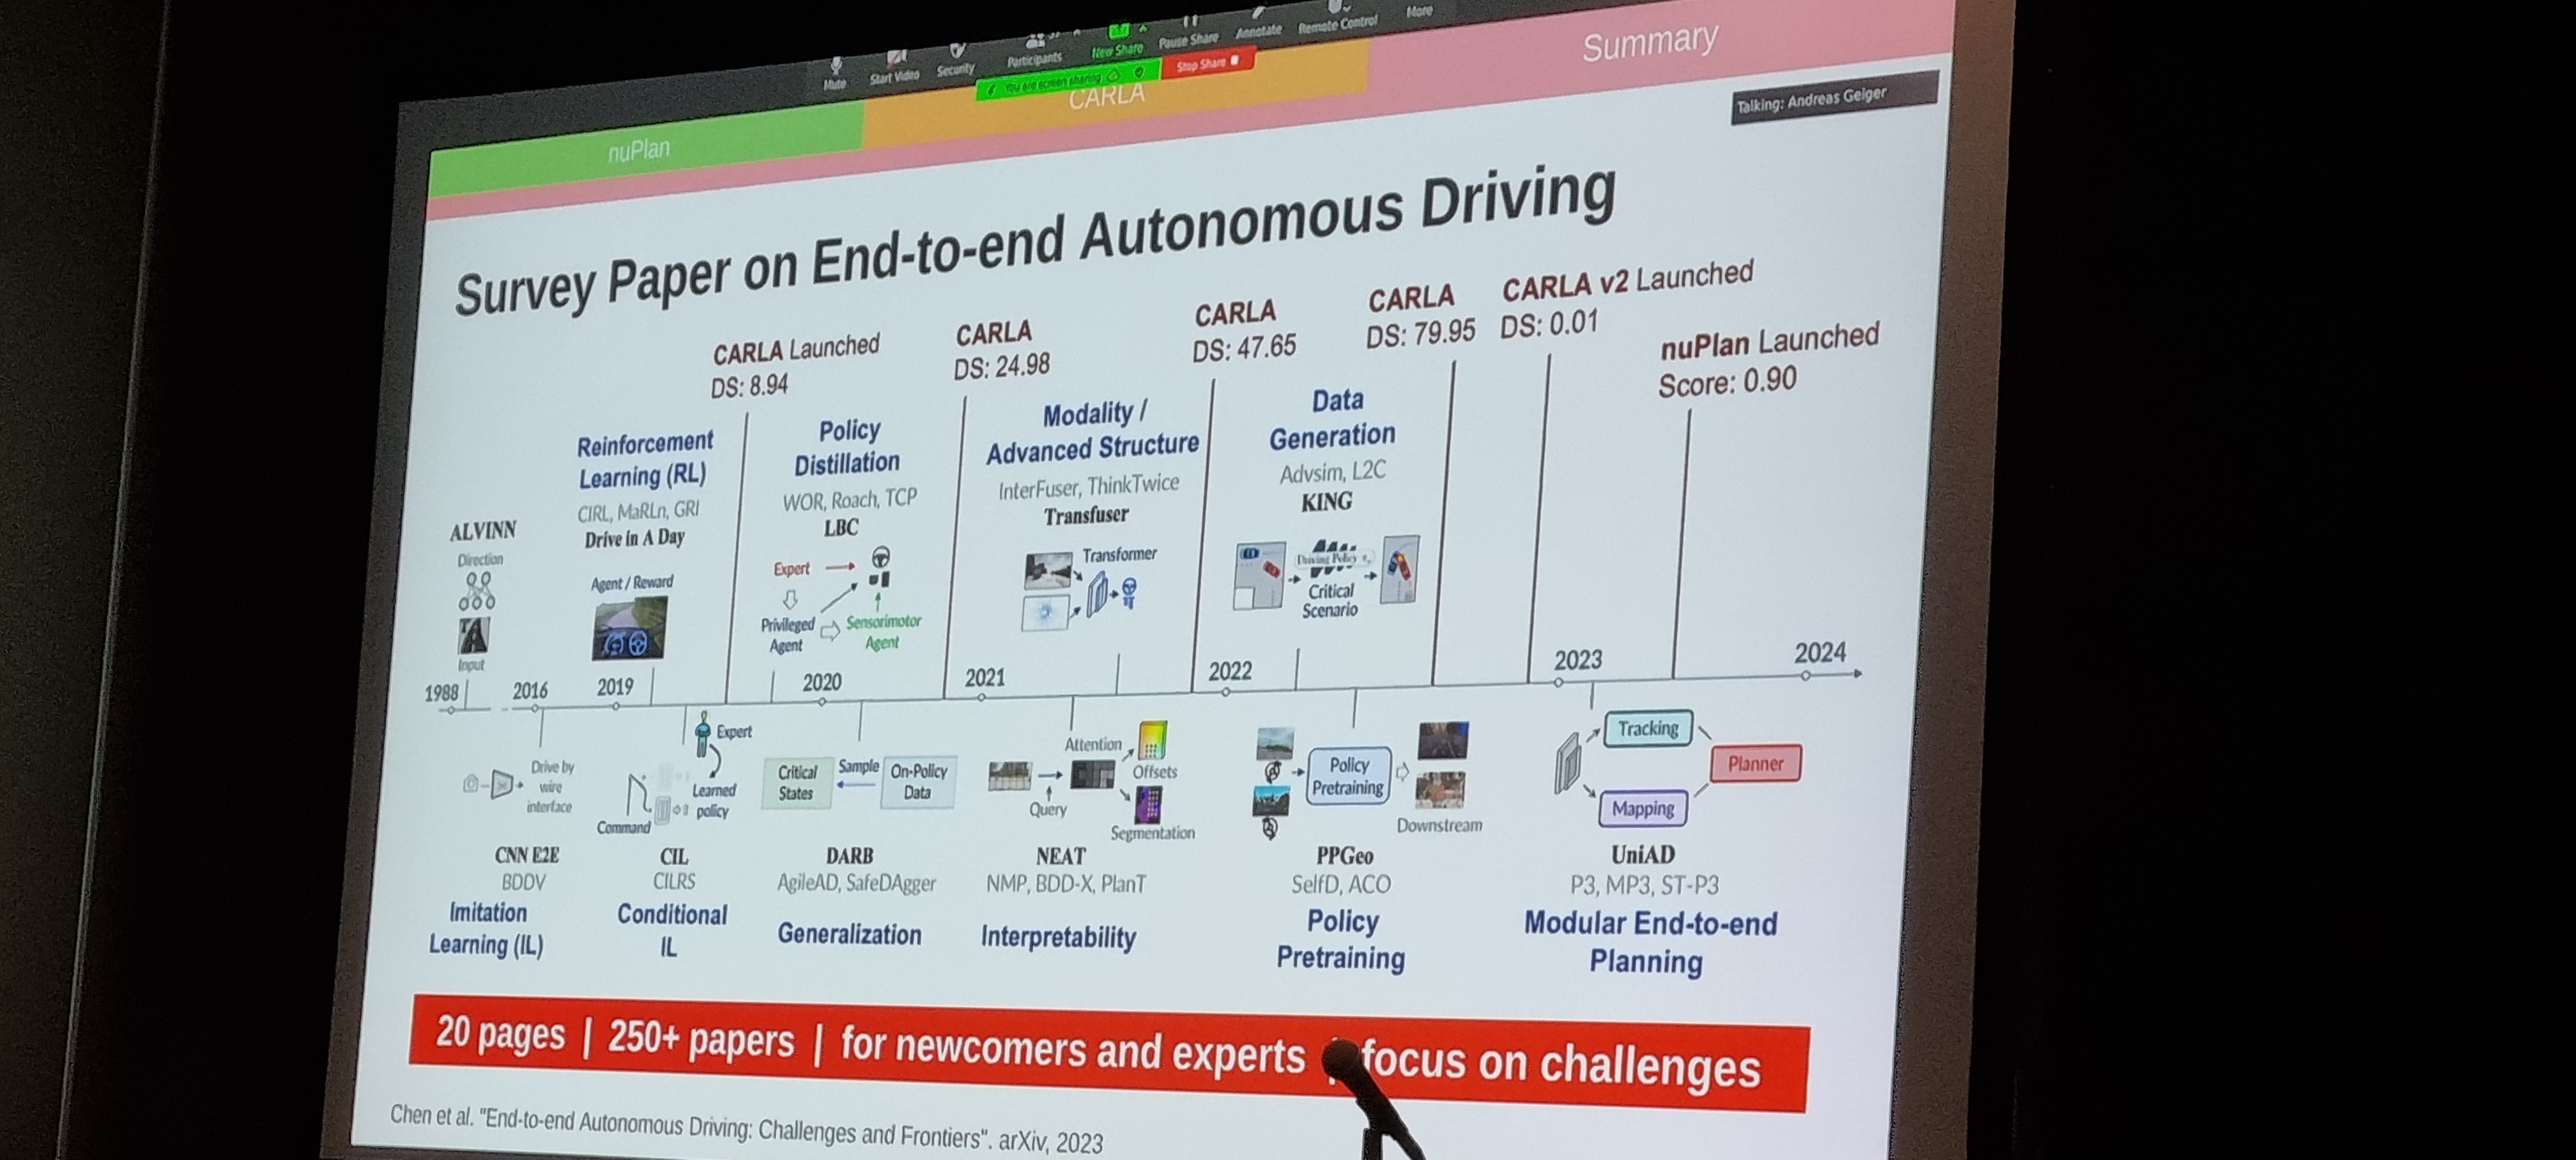 Mute
Start Video
Security
Participants
New Share
Pause Share
Annotate
Remote Control
More
You are screen sharing
Stop Share
nuPlan
CARLA
Summary
Talking: Andreas Geiger
Survey Paper on End-to-end Autonomous Driving
CARLA Launched
DS: 8.94
CARLA
DS: 24.98
CARLA
DS: 47.65
CARLA
DS: 79.95
CARLA v2 Launched
DS: 0.01
nuPlan Launched
Score: 0.90
ALVINN
Direction
Input
Reinforcement
Learning (RL)
CIRL, MaRLn, GRI
Drive in A Day
Agent / Reward
Policy
Distillation
WOR, Roach, TCP
LBC
Expert
Privileged
Agent
Sensorimotor
Agent
Modality /
Advanced Structure
InterFuser, ThinkTwice
Transfuser
Transformer
Data
Generation
Advsim, L2C
KING
Driving Policy
Critical
Scenario
1988
2016
2019
2020
2021
2022
2023
2024
Drive by
wire
interface
CNN E2E
BDDV
Imitation
Learning (IL)
Expert
Learned
policy
Command
CIL
CILRS
Conditional
IL
Critical
States
Sample
On-Policy
Data
DARB
AgileAD, SafeDAgger
Generalization
Attention
Offsets
Query
Segmentation
NEAT
NMP, BDD-X, PlanT
Interpretability
Policy
Pretraining
Downstream
PPGeo
SelfD, ACO
Policy
Pretraining
Tracking
Mapping
Planner
UniAD
P3, MP3, ST-P3
Modular End-to-end
Planning
20 pages | 250+ papers | for newcomers and experts | focus on challenges
Chen et al. "End-to-end Autonomous Driving: Challenges and Frontiers". arXiv, 2023